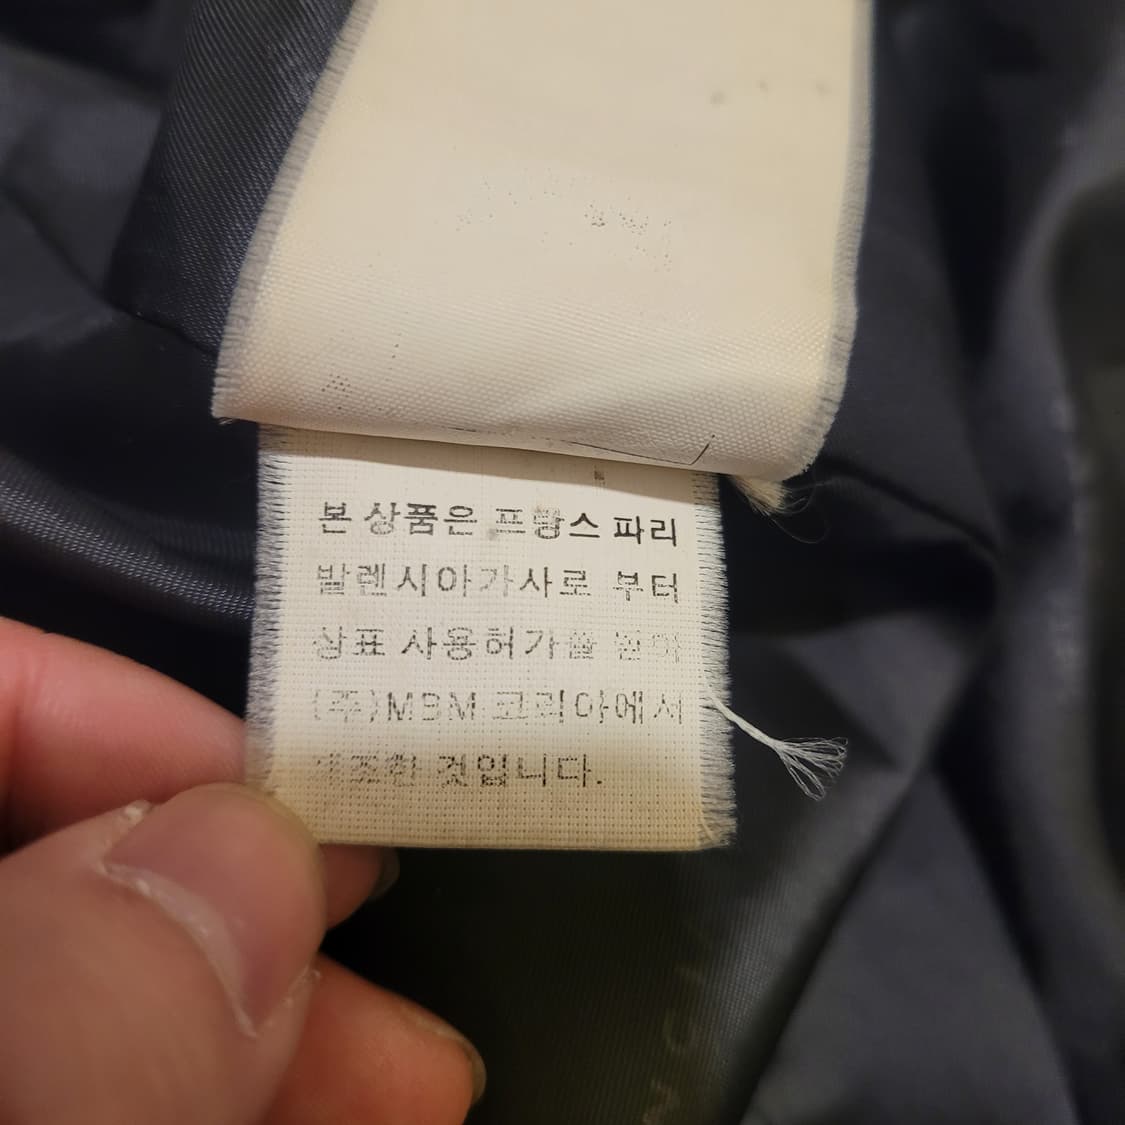 본 상품은 프랑스 파리
발렌시아가사로 부터
상표 사용허가를
(주)MBM 코리아에서
제조한 것입니다.